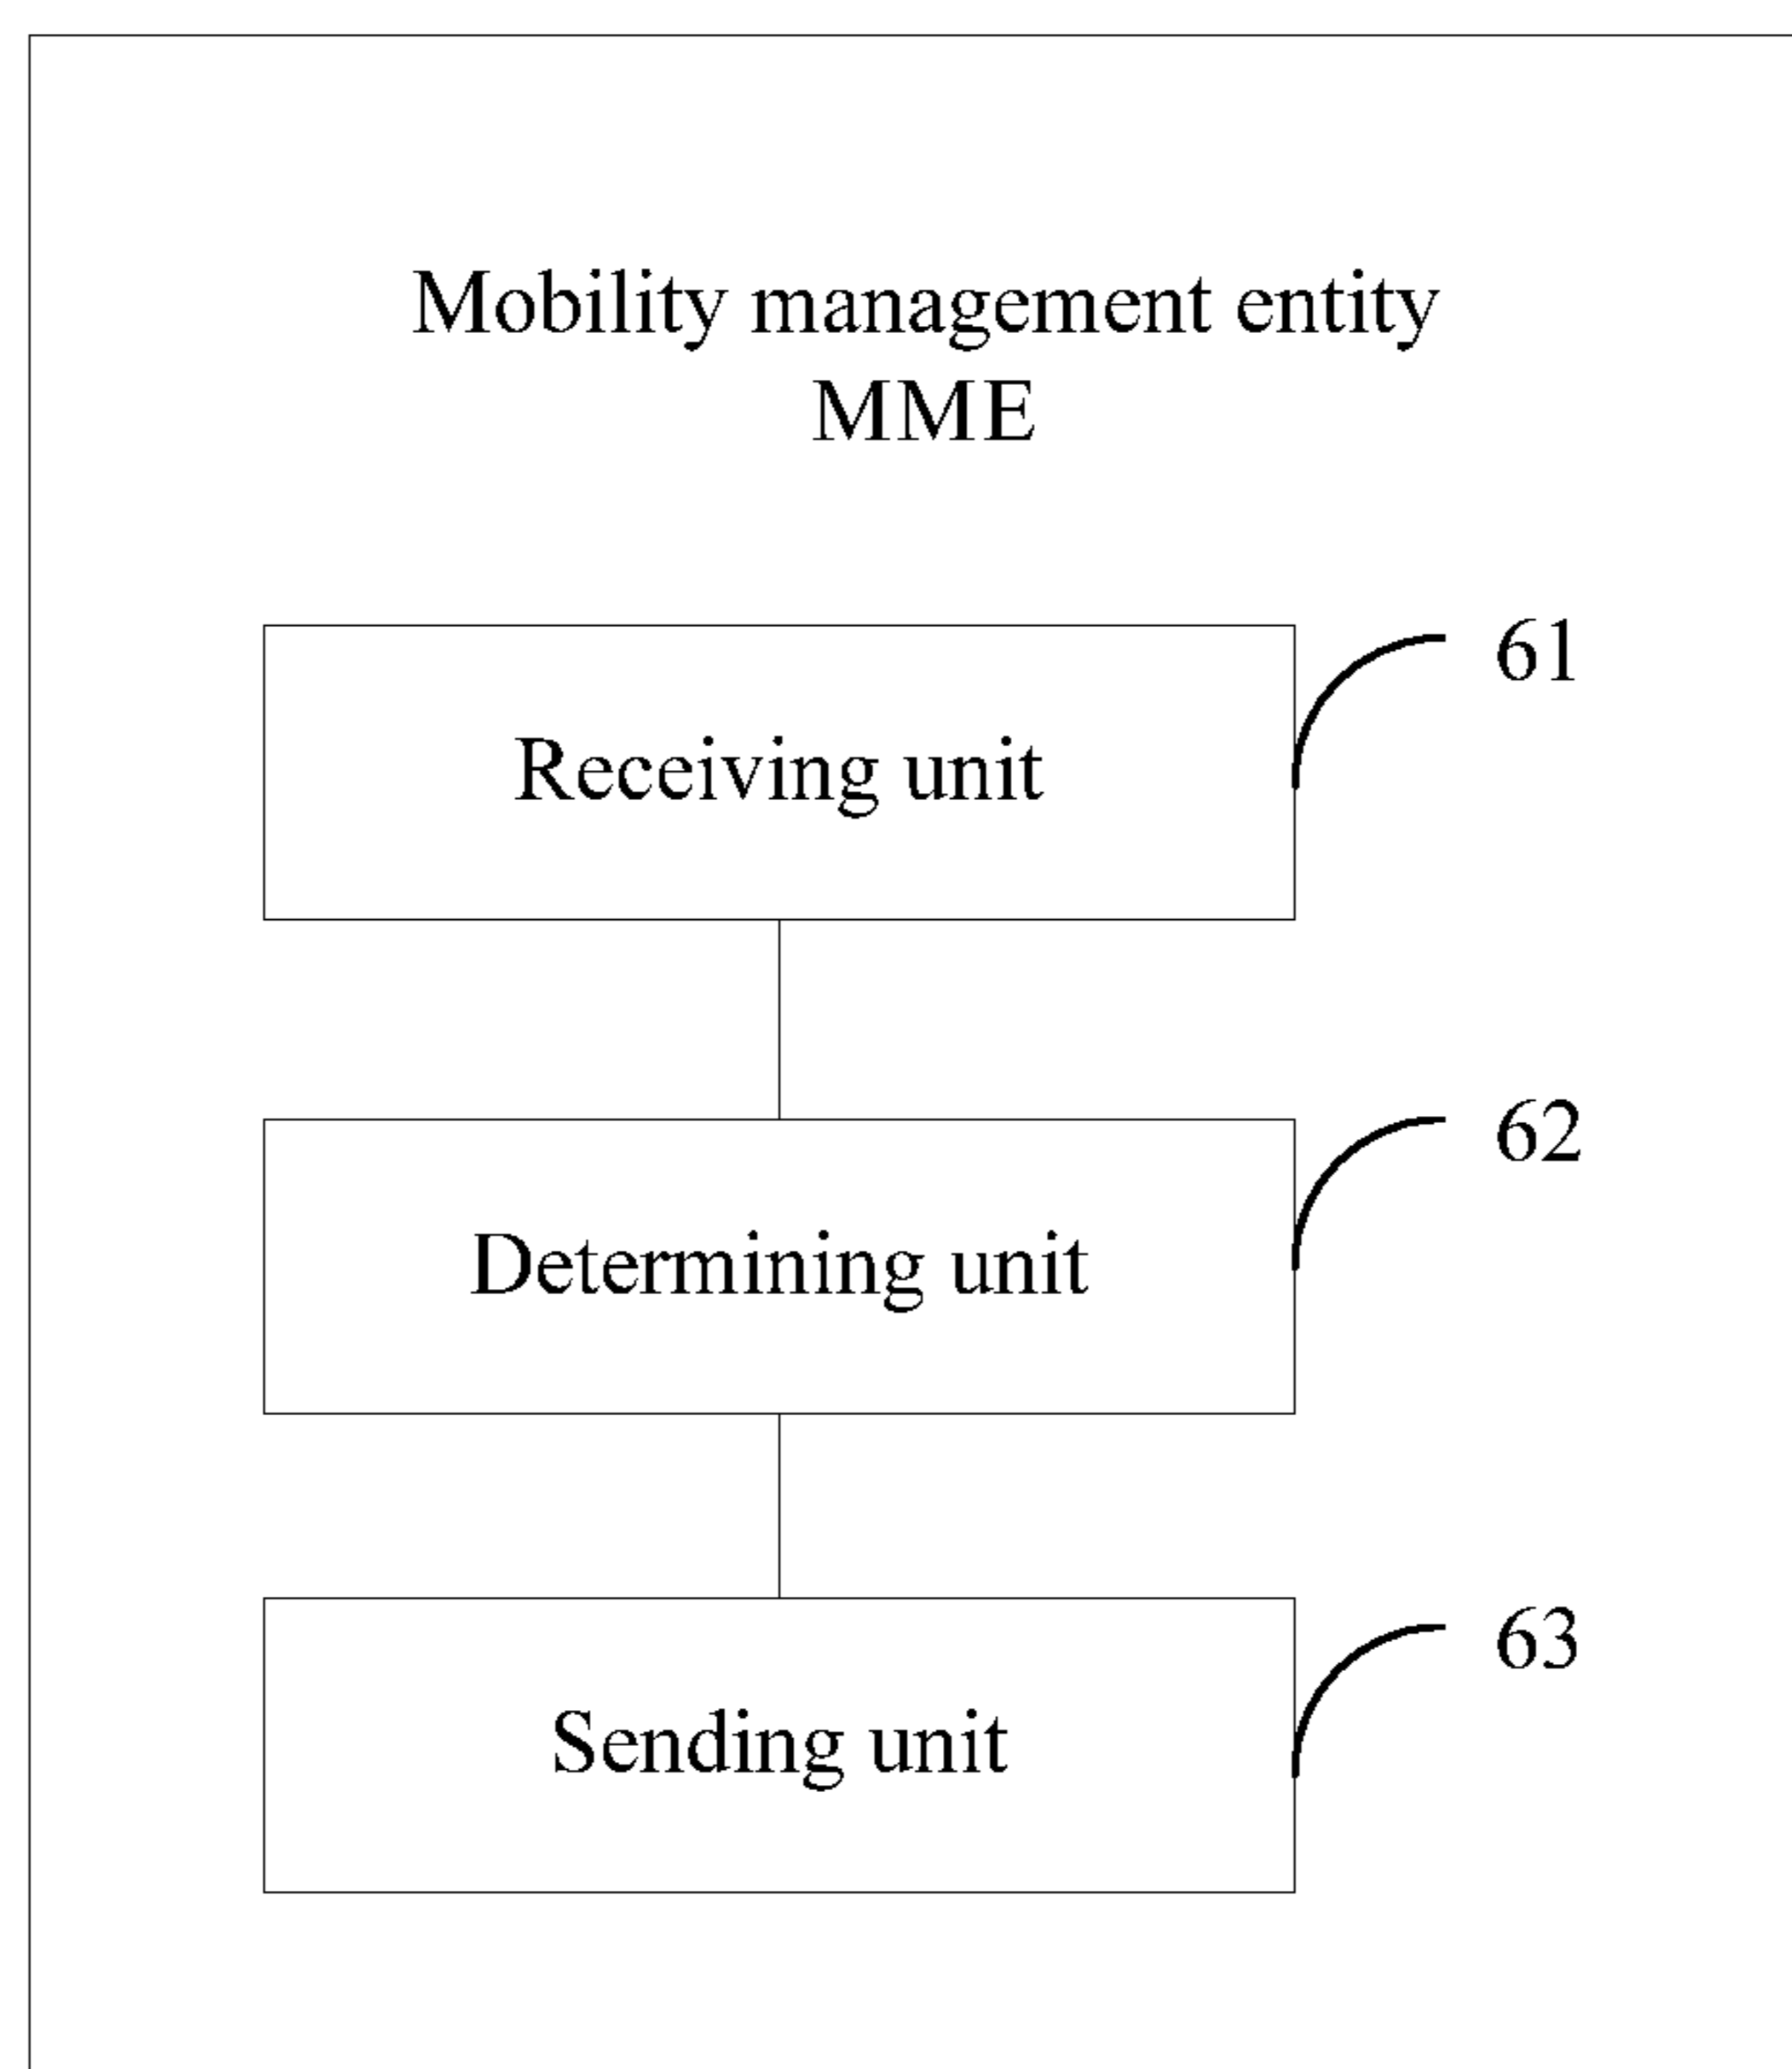 Mobility management entity
MME
61
Receiving unit
62
Determining unit
63
Sending unit